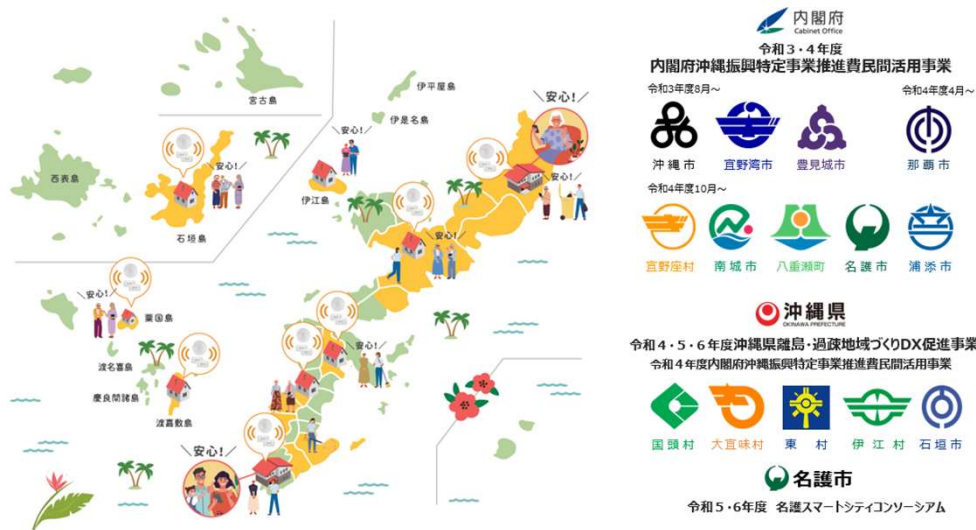 宮古島
伊平屋島
伊是名島
安心!
安心!
安心!
西表島
伊江島
安心!
石垣島
安心!
安心!
粟国島
安心!
渡名喜島
慶良間諸島
渡嘉敷島
安心!
内閣府
Cabinet Office
令和3・4年度
内閣府沖縄振興特定事業推進費民間活用事業
令和3年度8月～
令和4年度4月～
沖縄市
宜野湾市
豊見城市
那覇市
令和4年度10月～
宜野座村
南城市
八重瀬町
名護市
浦添市
沖縄県
OKINAWA PREFECTURE
令和4・5・6年度沖縄県離島・過疎地域づくりDX促進事業
令和4年度内閣府沖縄振興特定事業推進費民間活用事業
国頭村
大宜味村
東 村
伊江村
石垣市
名護市
令和5・6年度 名護スマートシティコンソーシアム